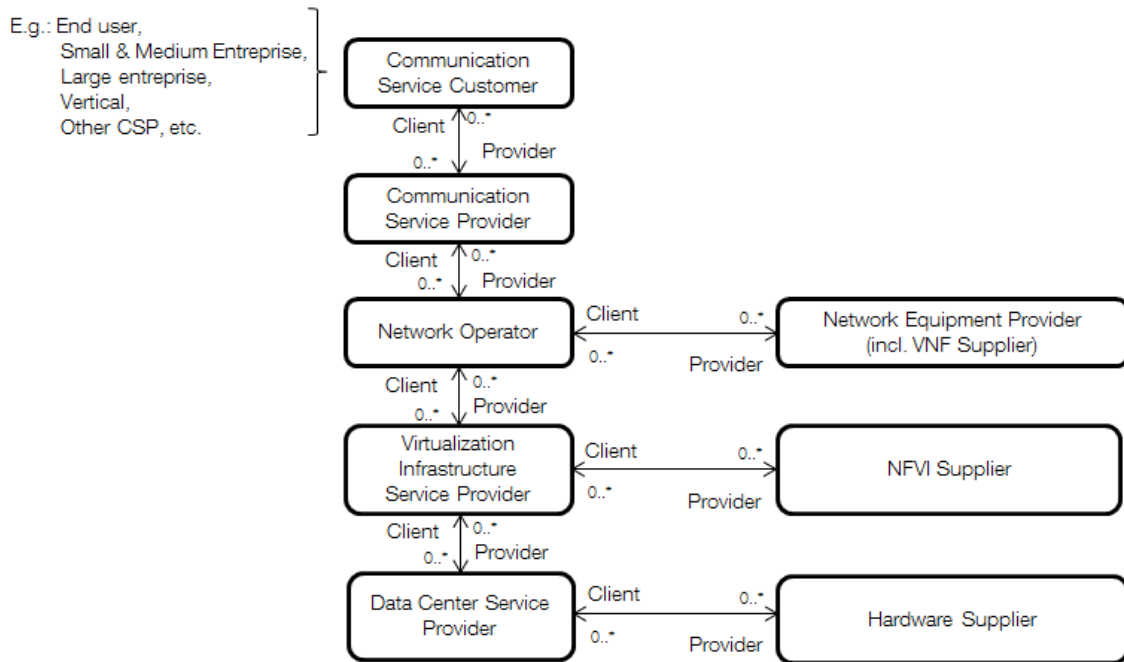 E.g.: End user,
Small & Medium Entreprise,
Large entreprise,
Vertical,
Other CSP, etc.
Communication
Service Customer
Client
0..*
0..*
Provider
Communication
Service Provider
Client
0..*
0..*
Provider
Network Operator
Client
0..*
0..*
Provider
Network Equipment Provider
(incl. VNF Supplier)
Client
0..*
0..*
Provider
Virtualization
Infrastructure
Service Provider
Client
0..*
0..*
Provider
NFVI Supplier
Client
0..*
0..*
Provider
Data Center Service
Provider
Client
0..*
0..*
Provider
Hardware Supplier